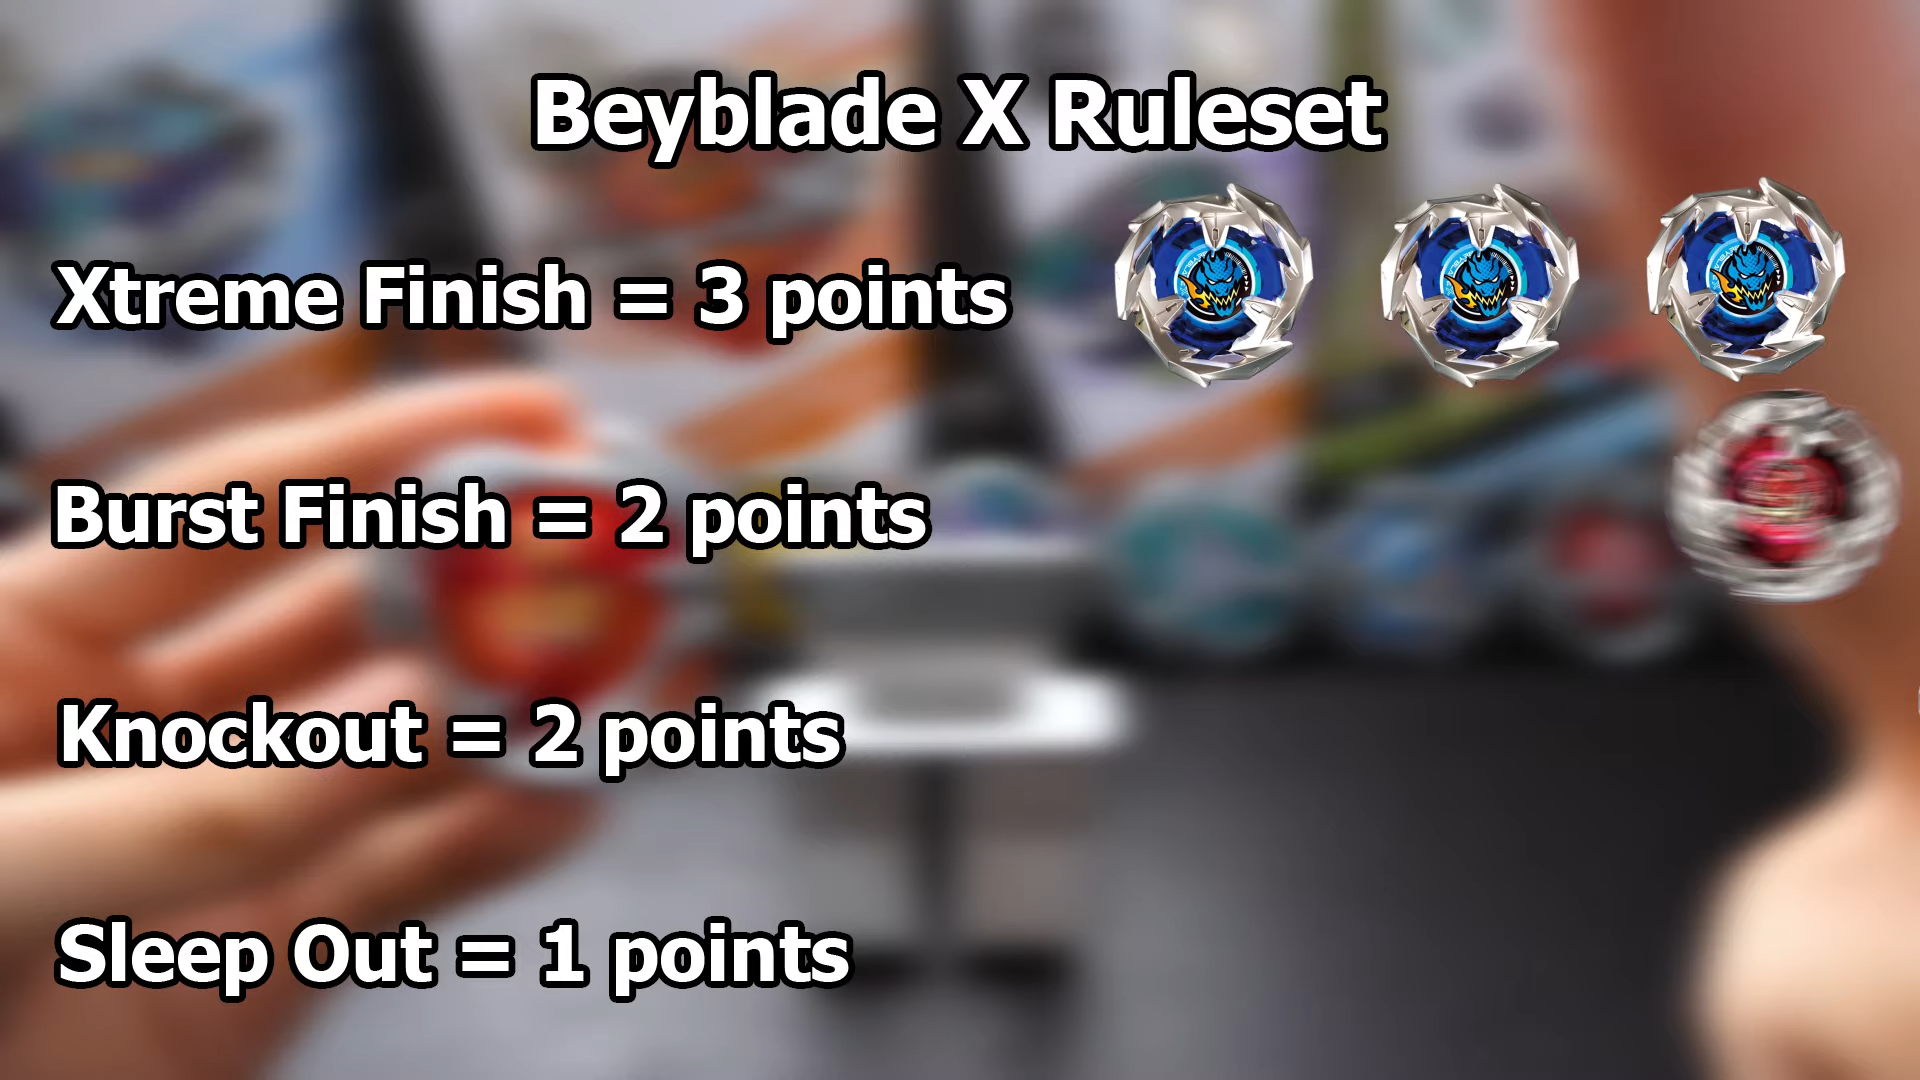 Beyblade X Ruleset
Xtreme Finish = 3 points
Burst Finish = 2 points
Knockout = 2 points
Sleep Out = 1 points